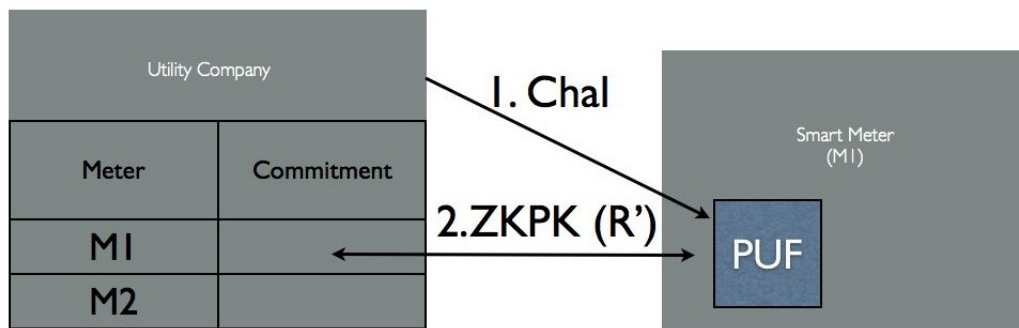 Utility Company
1. Chal
Smart Meter
(M1)
Meter Commitment
2.ZKPK (R')
M1
PUF
M2